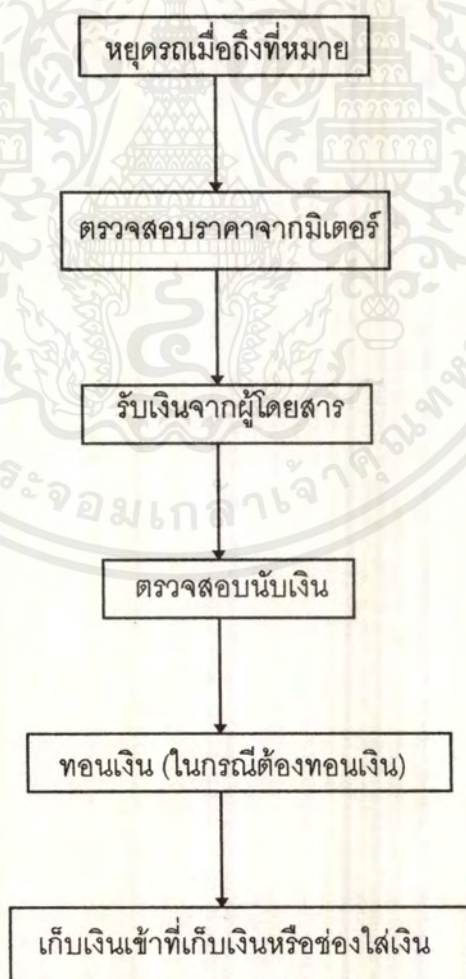 หยุดรถเมื่อถึงที่หมาย
ตรวจสอบราคาจากมิเตอร์
รับเงินจากผู้โดยสาร
ตรวจสอบนับเงิน
ทอนเงิน (ในกรณีต้องทอนเงิน)
เก็บเงินเข้าที่เก็บเงินหรือช่องใส่เงิน